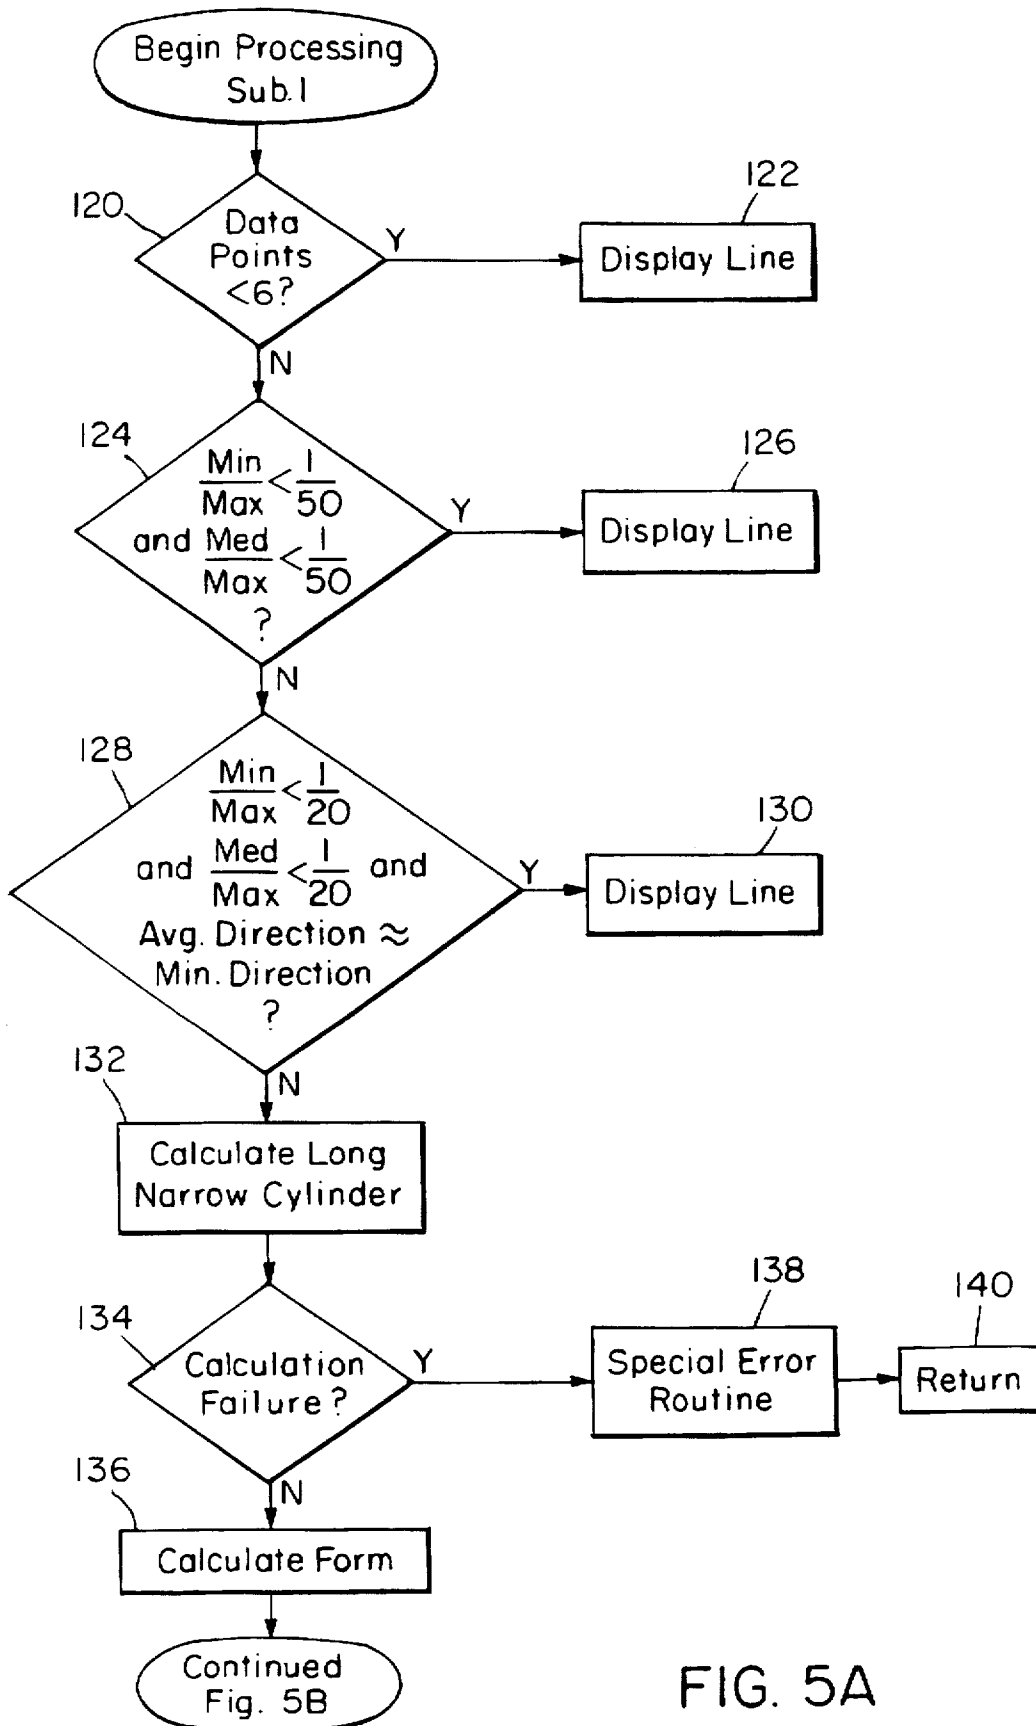 Begin Processing
Sub. 1
120
Data
Points
<6?
Y
122
Display Line
N
124
Min/Max < 1/50
and Med/Max < 1/50
?
Y
126
Display Line
N
128
Min/Max < 1/20
and Med/Max < 1/20 and
Avg. Direction ≈
Min. Direction
?
Y
130
Display Line
N
132
Calculate Long
Narrow Cylinder
134
Calculation
Failure?
Y
138
Special Error
Routine
140
Return
N
136
Calculate Form
Continued
Fig. 5B
FIG. 5A